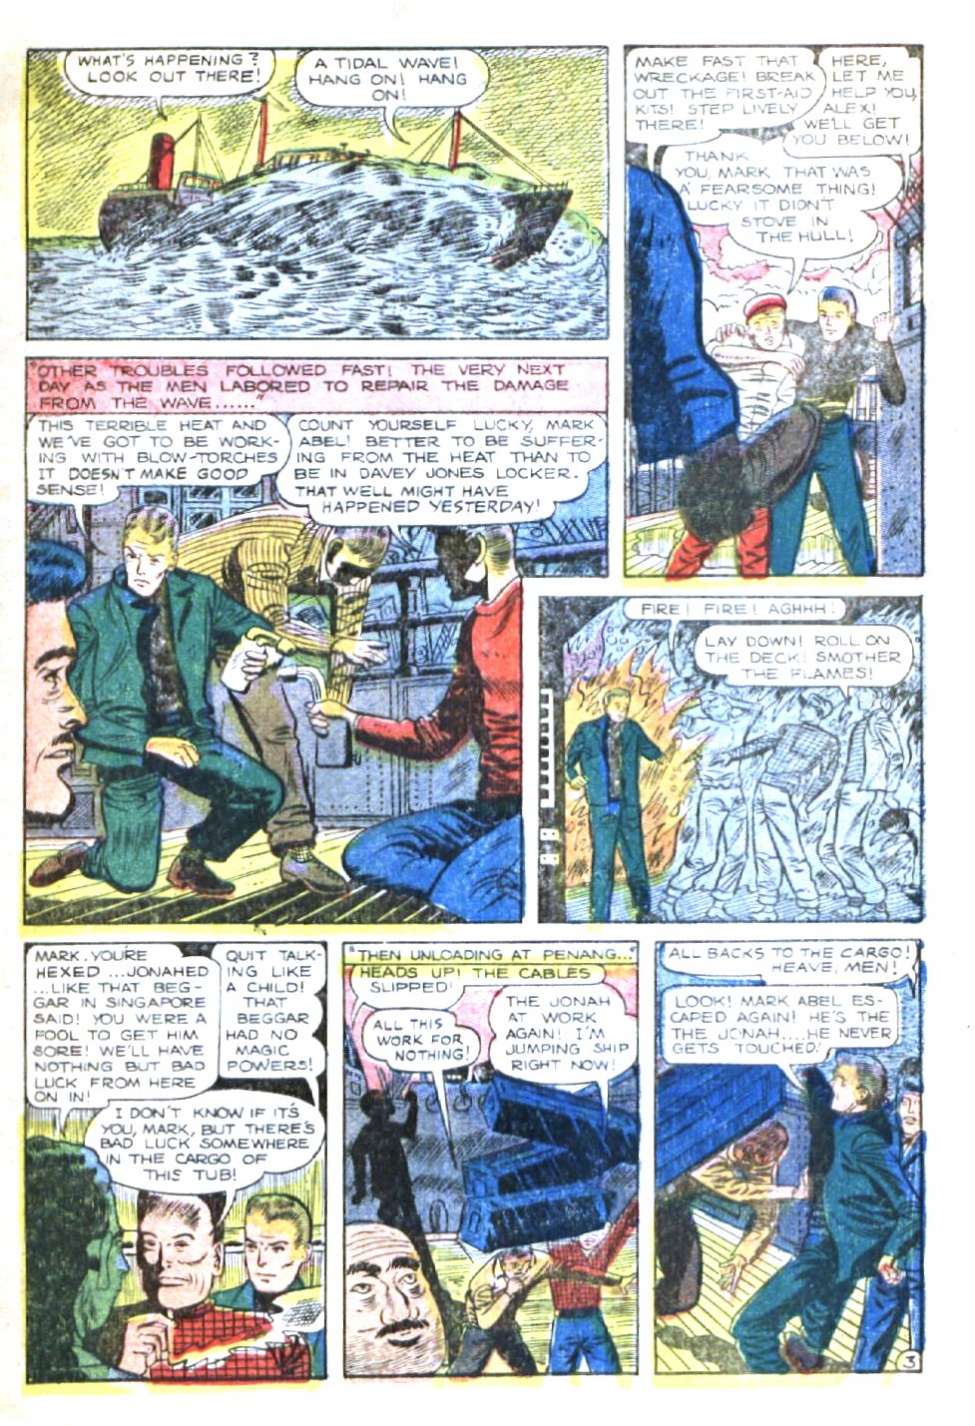 WHAT'S HAPPENING?
LOOK OUT THERE!
A TIDAL WAVE!
HANG ON! HANG
ON!
MAKE FAST THAT
WRECKAGE! BREAK
OUT THE FIRST-AID
KITS! STEP LIVELY
THERE!
HERE,
LET ME
HELP YOU,
ALEX!
WE'LL GET
YOU BELOW!
THANK
YOU, MARK, THAT WAS
A FEARSOME THING!
LUCKY IT DIDN'T
STOVE IN
THE HULL!
"OTHER TROUBLES FOLLOWED FAST! THE VERY NEXT
DAY AS THE MEN LABORED TO REPAIR THE DAMAGE
FROM THE WAVE......"
THIS TERRIBLE HEAT AND
WE'VE GOT TO BE WORK-
ING WITH BLOW-TORCHES
IT DOESN'T MAKE GOOD
SENSE!
COUNT YOURSELF LUCKY, MARK
ABEL! BETTER TO BE SUFFER-
ING FROM THE HEAT THAN TO
BE IN DAVEY JONES LOCKER.
THAT WELL MIGHT HAVE
HAPPENED YESTERDAY!
FIRE! FIRE! AGHHH!
LAY DOWN! ROLL ON
THE DECK! SMOTHER
THE FLAMES!
MARK, YOU'RE
HEXED...JONAHED
...LIKE THAT BEG-
GAR IN SINGAPORE
SAID! YOU WERE A
FOOL TO GET HIM
SORE! WE'LL HAVE
NOTHING BUT BAD
LUCK FROM HERE
ON IN!
QUIT TALK-
ING LIKE
A CHILD!
THAT
BEGGAR
HAD NO
MAGIC
POWERS!
I DON'T KNOW IF IT'S
YOU, MARK, BUT THERE'S
BAD LUCK SOMEWHERE
IN THE CARGO OF
THIS TUB!
"THEN UNLOADING AT PENANG..."
HEADS UP! THE CABLES
SLIPPED!
ALL THIS
WORK FOR
NOTHING!
THE JONAH
AT WORK
AGAIN! I'M
JUMPING SHIP
RIGHT NOW!
ALL BACKS TO THE CARGO!
HEAVE, MEN!
LOOK! MARK ABEL ES-
CAPED AGAIN! HE'S THE
THE JONAH....HE NEVER
GETS TOUCHED!
3